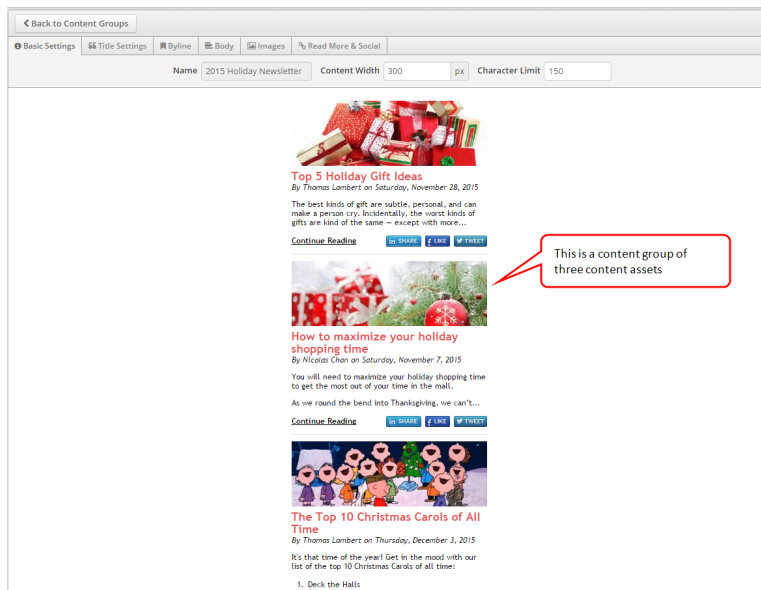 Back to Content Groups
Basic Settings Title Settings Byline Body Images Read More & Social
Name 2015 Holiday Newsletter Content Width 300 px Character Limit 150
Top 5 Holiday Gift Ideas
By Thomas Lambert on Saturday, November 28, 2015
The best kinds of gift are subtle, personal, and can
make a person cry. Incidentally, the worst kinds of
gifts are kind of the same — except with more...
Continue Reading in SHARE f LIKE TWEET
This is a content group of
three content assets
How to maximize your holiday
shopping time
By Nicolas Chan on Saturday, November 7, 2015
You will need to maximize your holiday shopping time
to get the most out of your time in the mall.
As we round the bend into Thanksgiving, we can't...
Continue Reading in SHARE f LIKE TWEET
The Top 10 Christmas Carols of All
Time
By Thomas Lambert on Thursday, December 3, 2015
It's that time of the year! Get in the mood with our
list of the top 10 Christmas Carols of all time:
1. Deck the Halls